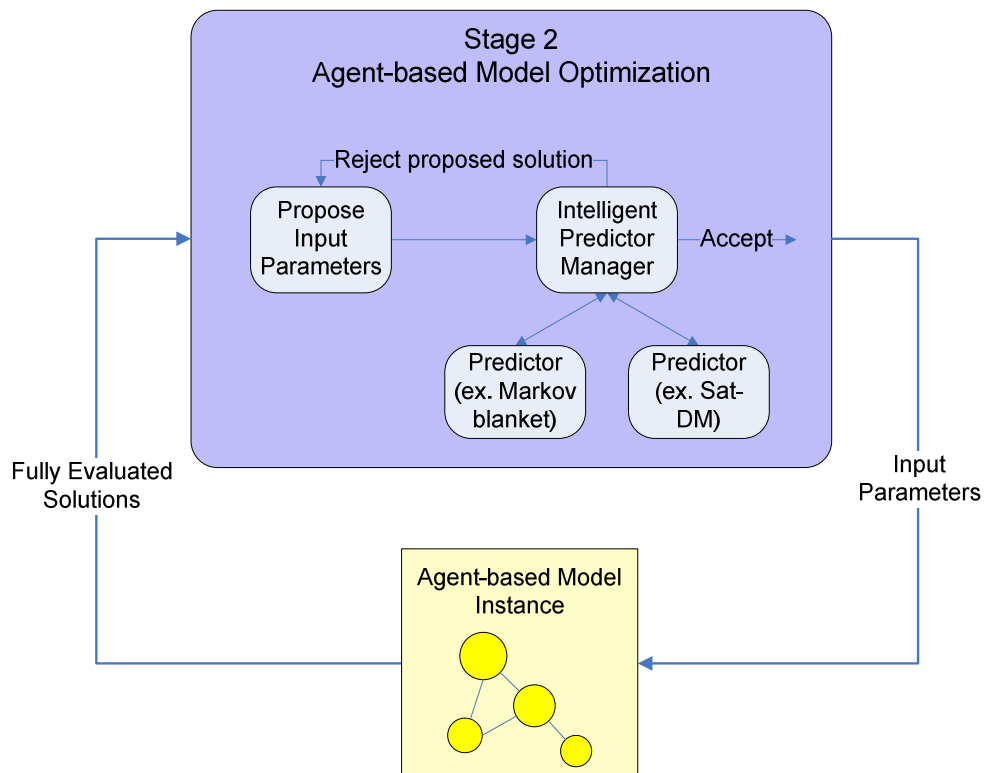 Stage 2
Agent-based Model Optimization
Reject proposed solution
Propose
Input
Parameters
Intelligent
Predictor
Manager
Accept
Predictor
(ex. Markov
blanket)
Predictor
(ex. Sat-
DM)
Fully Evaluated
Solutions
Input
Parameters
Agent-based Model
Instance